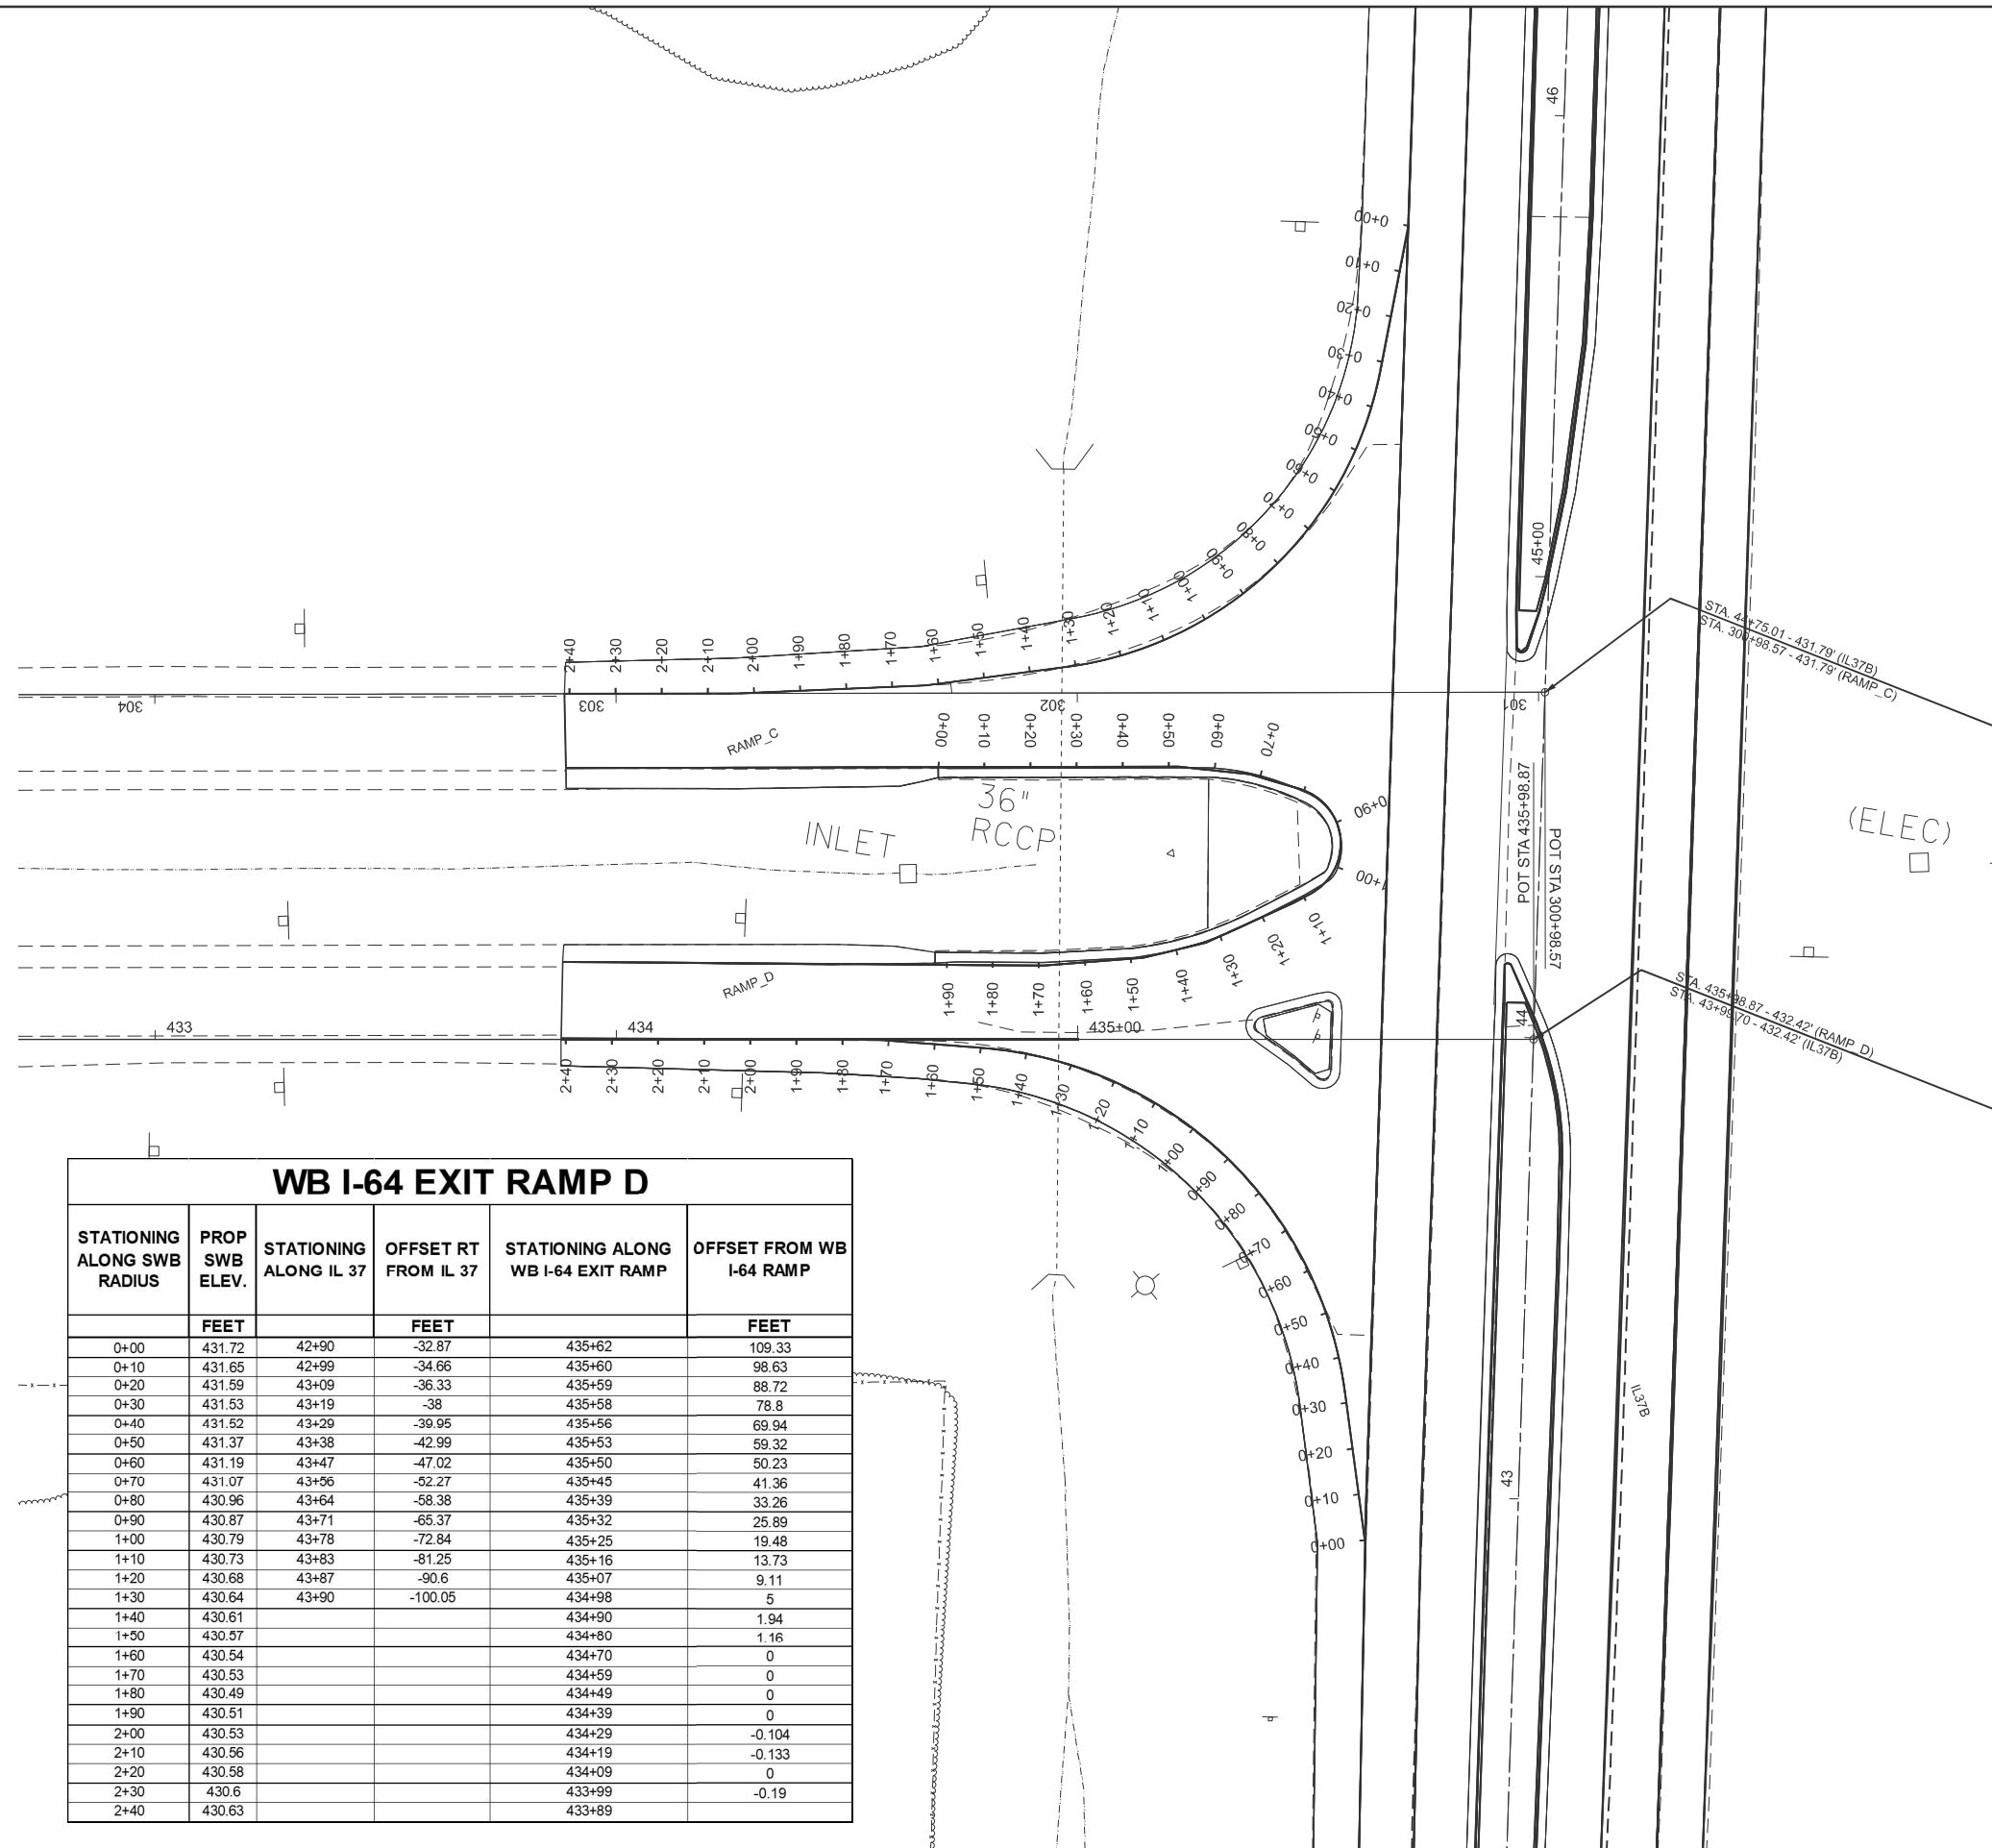 46
0+00
0+10
0+20
0+30
0+40
0+50
0+60
0+70
0+80
0+90
1+00
1+10
1+20
1+30
1+40
1+50
1+60
1+70
1+80
1+90
2+00
2+10
2+20
2+30
2+40
45+00
STA. 44+75.01 - 431.79' (IL37B)
STA. 300+98.57 - 431.79' (RAMP_C)
304
303
302
301
RAMP_C
0+00
0+10
0+20
0+30
0+40
0+50
0+60
0+70
0+90
1+00
1+10
1+20
1+30
1+40
1+50
1+60
1+70
1+80
1+90
36"
RCCP
INLET
POT STA 435+98.87
POT STA 300+98.57
(ELEC)
RAMP_D
44
STA. 435+98.87 - 432.42' (RAMP_D)
STA. 43+99.70 - 432.42' (IL37B)
433
434
435+00
2+40
2+30
2+20
2+10
2+00
1+90
1+80
1+70
1+60
1+50
1+40
1+30
1+20
1+10
1+00
0+90
0+80
0+70
0+60
0+50
0+40
0+30
0+20
0+10
0+00
IL37B
43
WB I-64 EXIT RAMP D
STATIONING ALONG SWB RADIUS PROP SWB ELEV. STATIONING ALONG IL 37 OFFSET RT FROM IL 37 STATIONING ALONG WB I-64 EXIT RAMP OFFSET FROM WB I-64 RAMP
FEET FEET FEET
0+00 431.72 42+90 -32.87 435+62 109.33
0+10 431.65 42+99 -34.66 435+60 98.63
0+20 431.59 43+09 -36.33 435+59 88.72
0+30 431.53 43+19 -38 435+58 78.8
0+40 431.52 43+29 -39.95 435+56 69.94
0+50 431.37 43+38 -42.99 435+53 59.32
0+60 431.19 43+47 -47.02 435+50 50.23
0+70 431.07 43+56 -52.27 435+45 41.36
0+80 430.96 43+64 -58.38 435+39 33.26
0+90 430.87 43+71 -65.37 435+32 25.89
1+00 430.79 43+78 -72.84 435+25 19.48
1+10 430.73 43+83 -81.25 435+16 13.73
1+20 430.68 43+87 -90.6 435+07 9.11
1+30 430.64 43+90 -100.05 434+98 5
1+40 430.61 434+90 1.94
1+50 430.57 434+80 1.16
1+60 430.54 434+70 0
1+70 430.53 434+59 0
1+80 430.49 434+49 0
1+90 430.51 434+39 0
2+00 430.53 434+29 -0.104
2+10 430.56 434+19 -0.133
2+20 430.58 434+09 0
2+30 430.6 433+99 -0.19
2+40 430.63 433+89